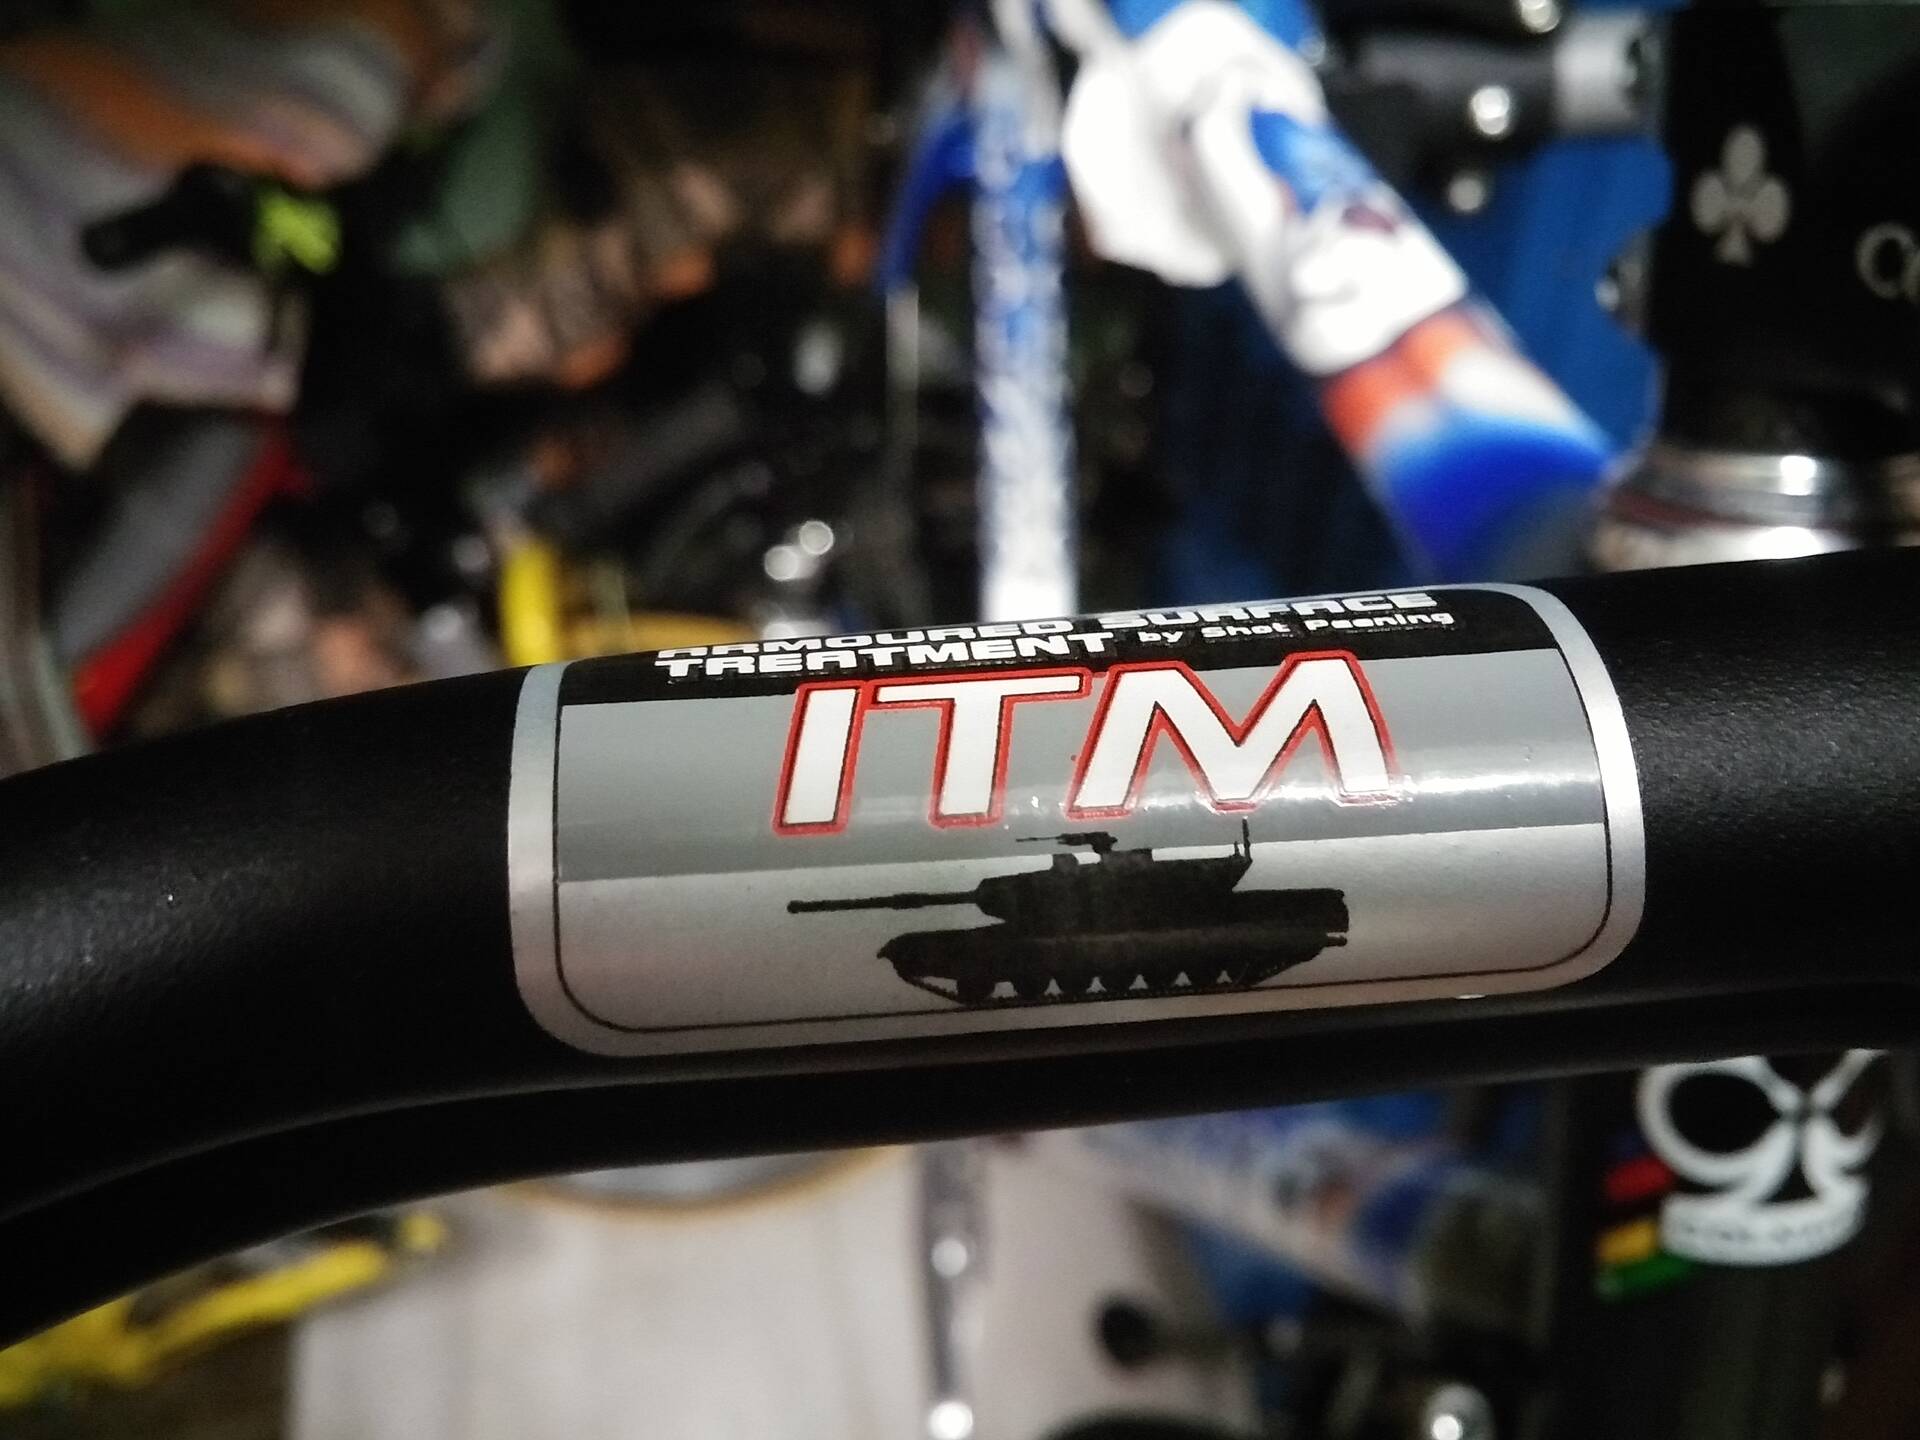 ARMOURED SURFACE
TREATMENT by Shot Peening
ITM